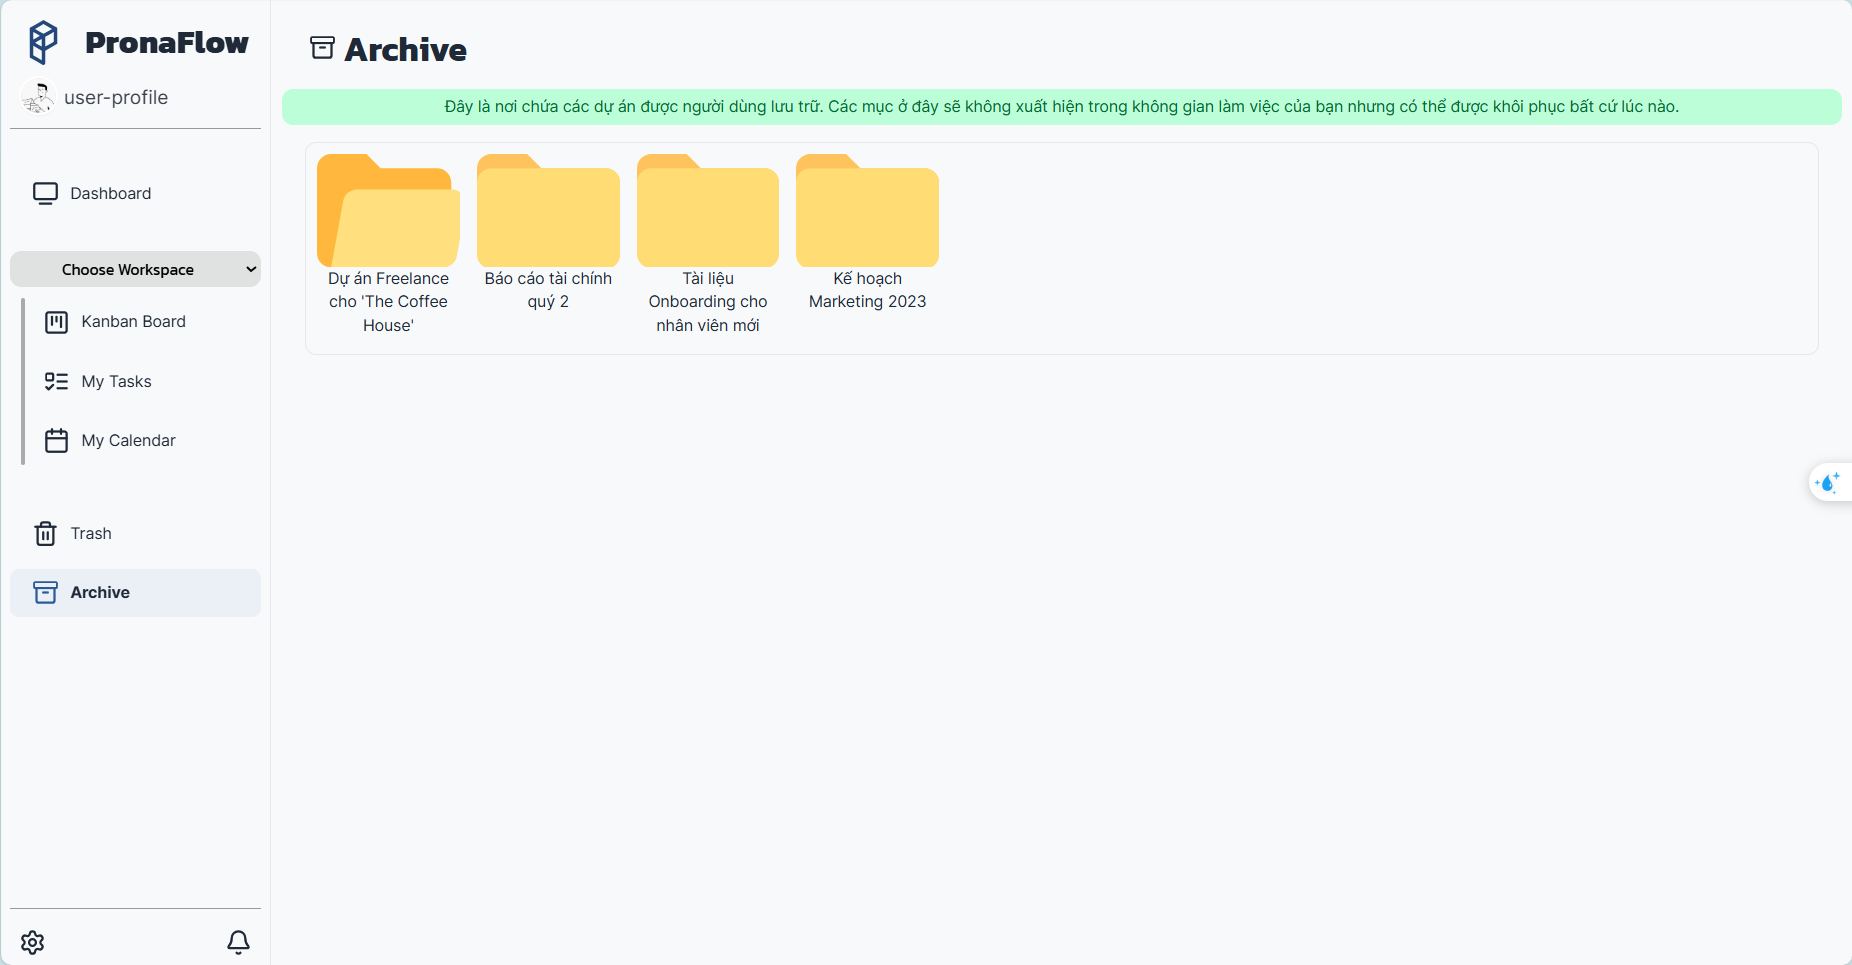 PronaFlow
user-profile
Dashboard
Choose Workspace
Kanban Board
My Tasks
My Calendar
Trash
Archive
Archive
Đây là nơi chứa các dự án được người dùng lưu trữ. Các mục ở đây sẽ không xuất hiện trong không gian làm việc của bạn nhưng có thể được khôi phục bất cứ lúc nào.
Dự án Freelance
cho 'The Coffee
House'
Báo cáo tài chính
quý 2
Tài liệu
Onboarding cho
nhân viên mới
Kế hoạch
Marketing 2023